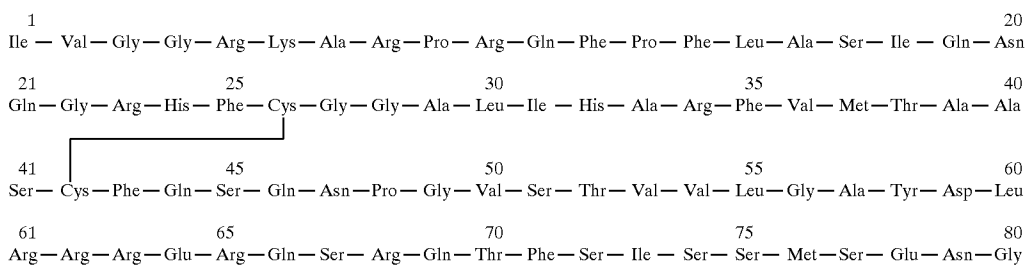 1 20
Ile — Val — Gly — Gly — Arg — Lys — Ala — Arg — Pro — Arg — Gln — Phe — Pro — Phe — Leu — Ala — Ser — Ile — Gln — Asn
21 25 30 35 40
Gln — Gly — Arg — His — Phe — Cys — Gly — Gly — Ala — Leu — Ile — His — Ala — Arg — Phe — Val — Met — Thr — Ala — Ala
41 45 50 55 60
Ser — Cys — Phe — Gln — Ser — Gln — Asn — Pro — Gly — Val — Ser — Thr — Val — Val — Leu — Gly — Ala — Tyr — Asp — Leu
61 65 70 75 80
Arg — Arg — Arg — Glu — Arg — Gln — Ser — Arg — Gln — Thr — Phe — Ser — Ile — Ser — Ser — Met — Ser — Glu — Asn — Gly